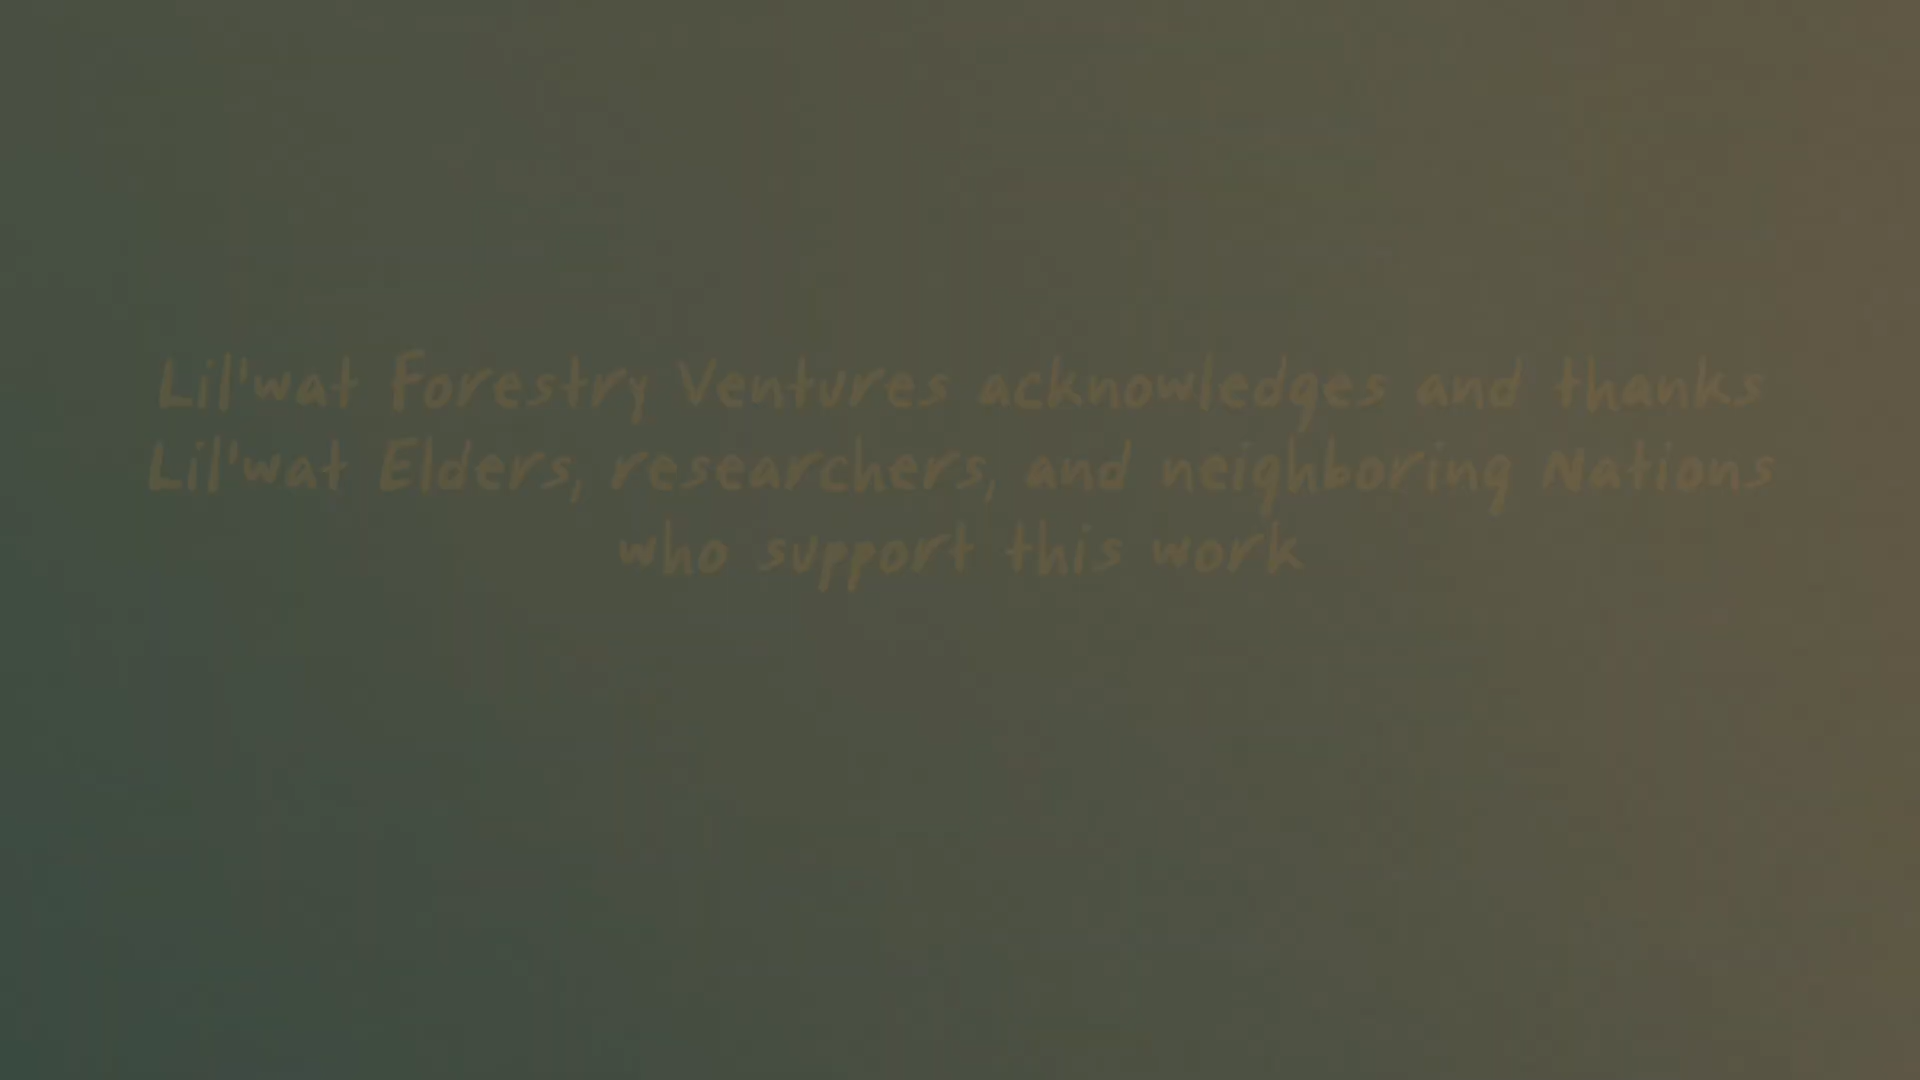 Lil'wat Forestry Ventures acknowledges and thanks
Lil'wat Elders, researchers, and neighboring Nations
who support this work